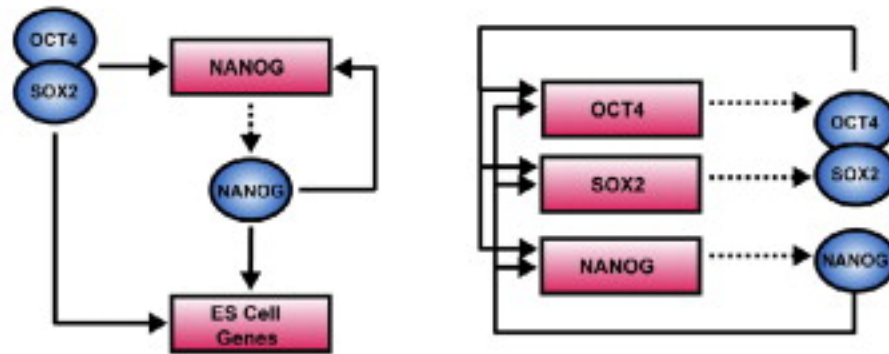 OCT4
SOX2
NANOG
NANOG
ES Cell
Genes
OCT4
SOX2
NANOG
OCT4
SOX2
NANOG